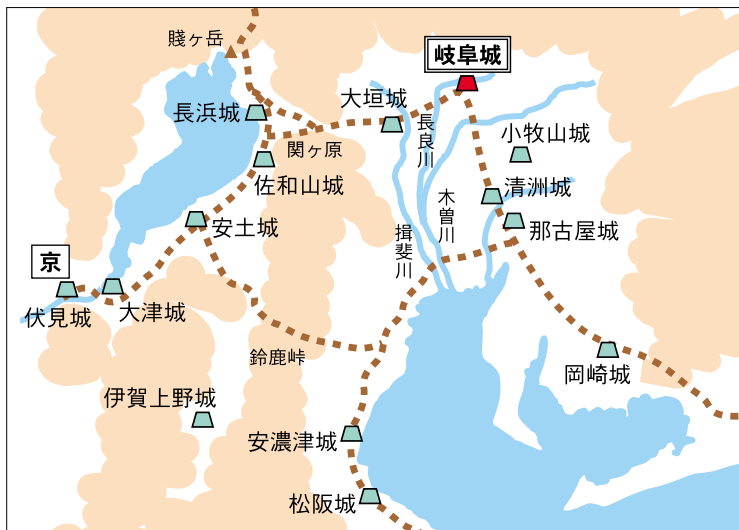 賤ヶ岳
岐阜城
長浜城
大垣城
長良川
小牧山城
関ヶ原
佐和山城
清洲城
木曽川
安土城
那古屋城
揖斐川
京
伏見城
大津城
鈴鹿峠
岡崎城
伊賀上野城
安濃津城
松阪城